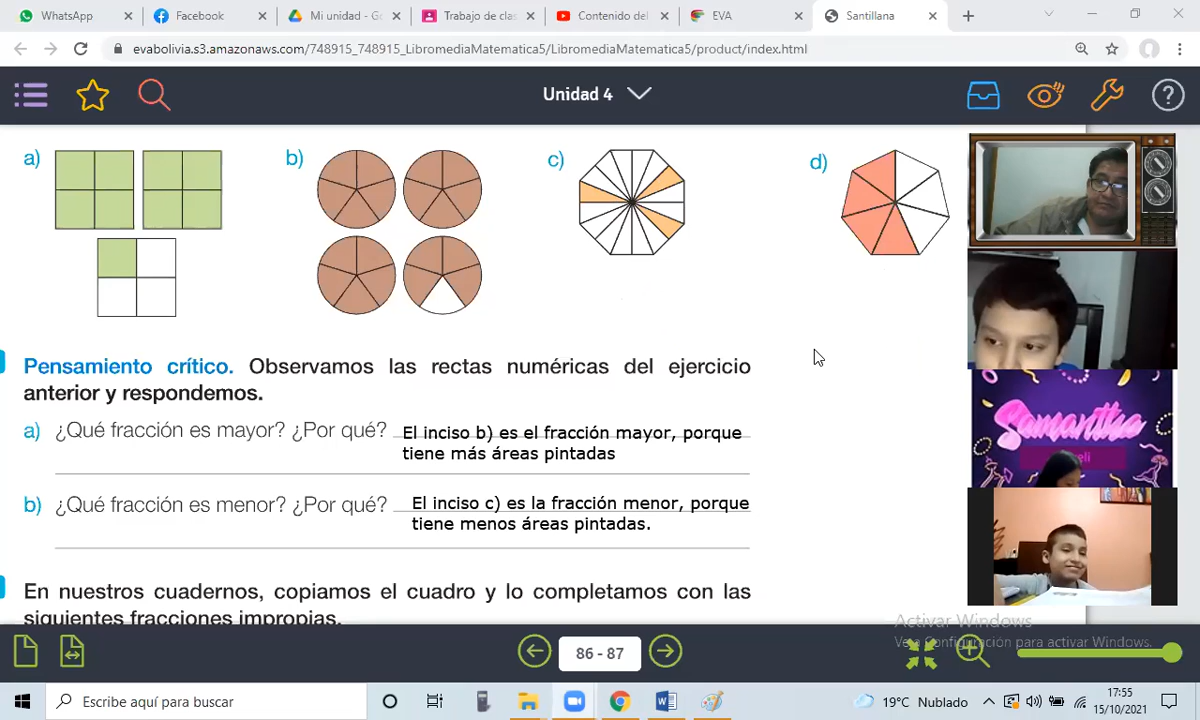 WhatsApp
Facebook
Mi unidad - Go
Trabajo de clas
Contenido del
EVA
Santillana
evabolivia.s3.amazonaws.com/748915_748915_LibromediaMatematica5/LibromediaMatematica5/product/index.html
Unidad 4
a)
b)
c)
d)
Pensamiento crítico. Observamos las rectas numéricas del ejercicio
anterior y respondemos.
a) ¿Qué fracción es mayor? ¿Por qué? El inciso b) es el fracción mayor, porque
tiene más áreas pintadas
b) ¿Qué fracción es menor? ¿Por qué? El inciso c) es la fracción menor, porque
tiene menos áreas pintadas.
En nuestros cuadernos, copiamos el cuadro y lo completamos con las
siguientes fracciones impropias.
Samantha
Activar Windows
Ve a Configuración para activar Windows.
86 - 87
Escribe aquí para buscar
19°C Nublado
17:55
15/10/2021